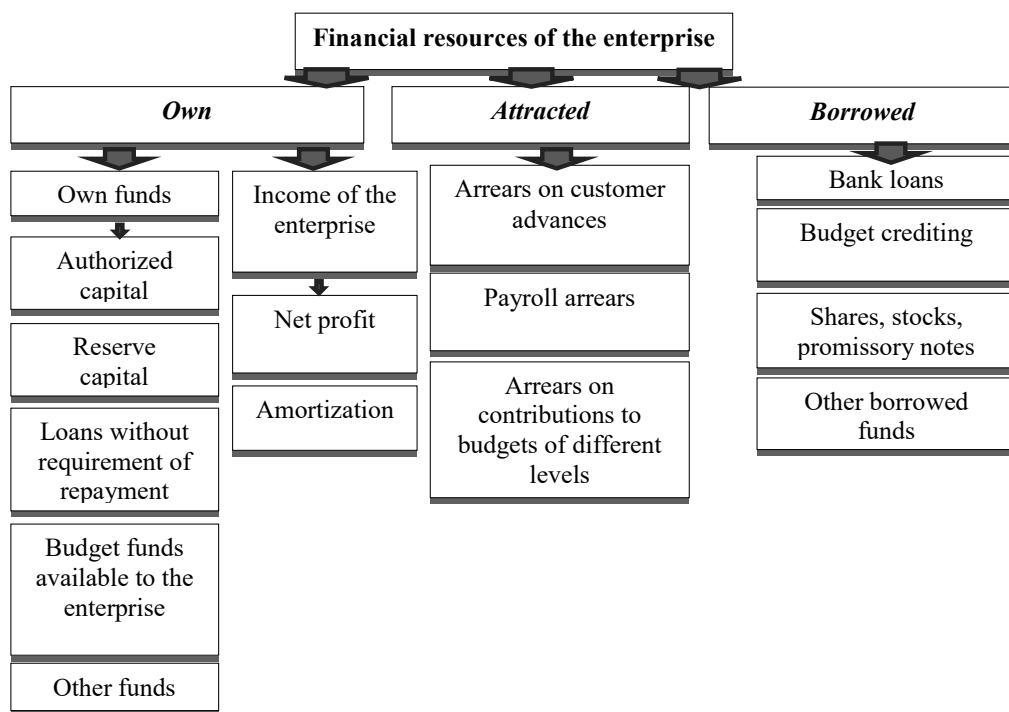 Financial resources of the enterprise
Own
Attracted
Borrowed
Own funds
Authorized
capital
Reserve
capital
Loans without
requirement of
repayment
Budget funds
available to the
enterprise
Other funds
Income of the
enterprise
Net profit
Amortization
Arrears on customer
advances
Payroll arrears
Arrears on
contributions to
budgets of different
levels
Bank loans
Budget crediting
Shares, stocks,
promissory notes
Other borrowed
funds